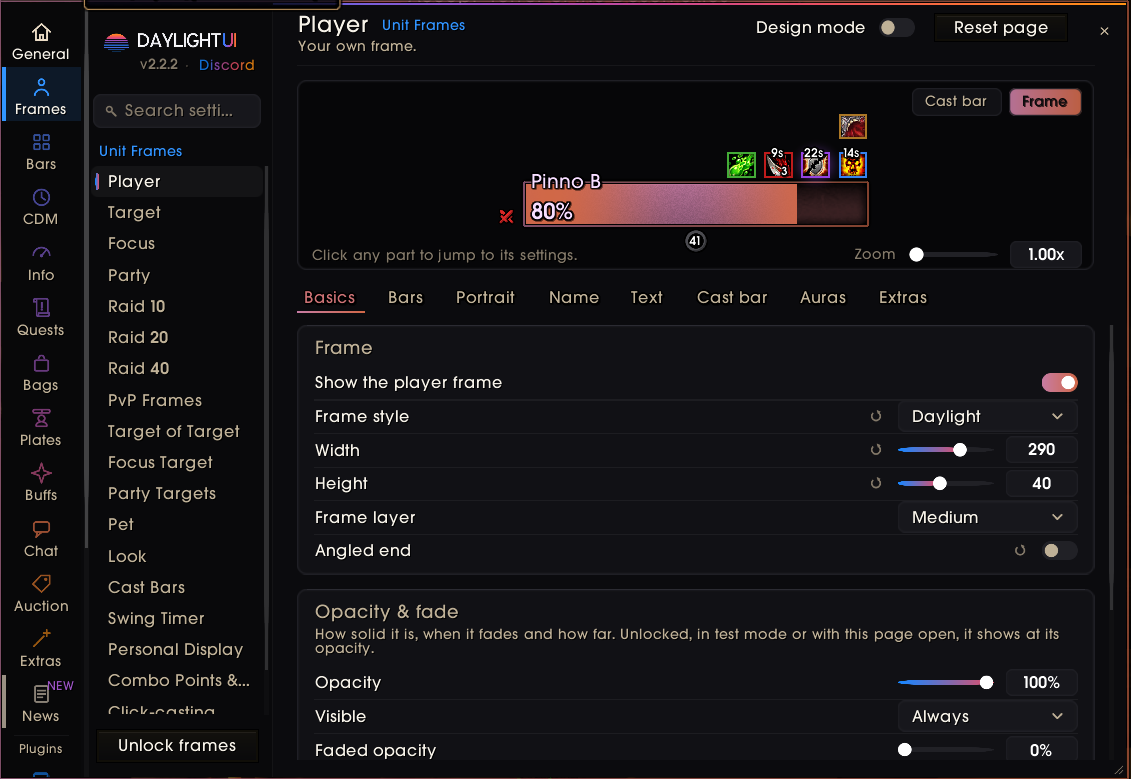 General
Frames
Bars
CDM
Info
Quests
Bags
Plates
Buffs
Chat
Auction
Extras
NEW
News
Plugins
DAYLIGHTUI
v2.2.2 · Discord
Search setti...
Unit Frames
Player
Target
Focus
Party
Raid 10
Raid 20
Raid 40
PvP Frames
Target of Target
Focus Target
Party Targets
Pet
Look
Cast Bars
Swing Timer
Personal Display
Combo Points &...
Click-casting
Unlock frames
Player Unit Frames
Your own frame.
Design mode
Reset page
Cast bar
Frame
9s
3
22s
14s
Pinno B
80%
41
Click any part to jump to its settings.
Zoom
1.00x
Basics Bars Portrait Name Text Cast bar Auras Extras
Frame
Show the player frame
Frame style Daylight
Width 290
Height 40
Frame layer Medium
Angled end
Opacity & fade
How solid it is, when it fades and how far. Unlocked, in test mode or with this page open, it shows at its
opacity.
Opacity 100%
Visible Always
Faded opacity 0%